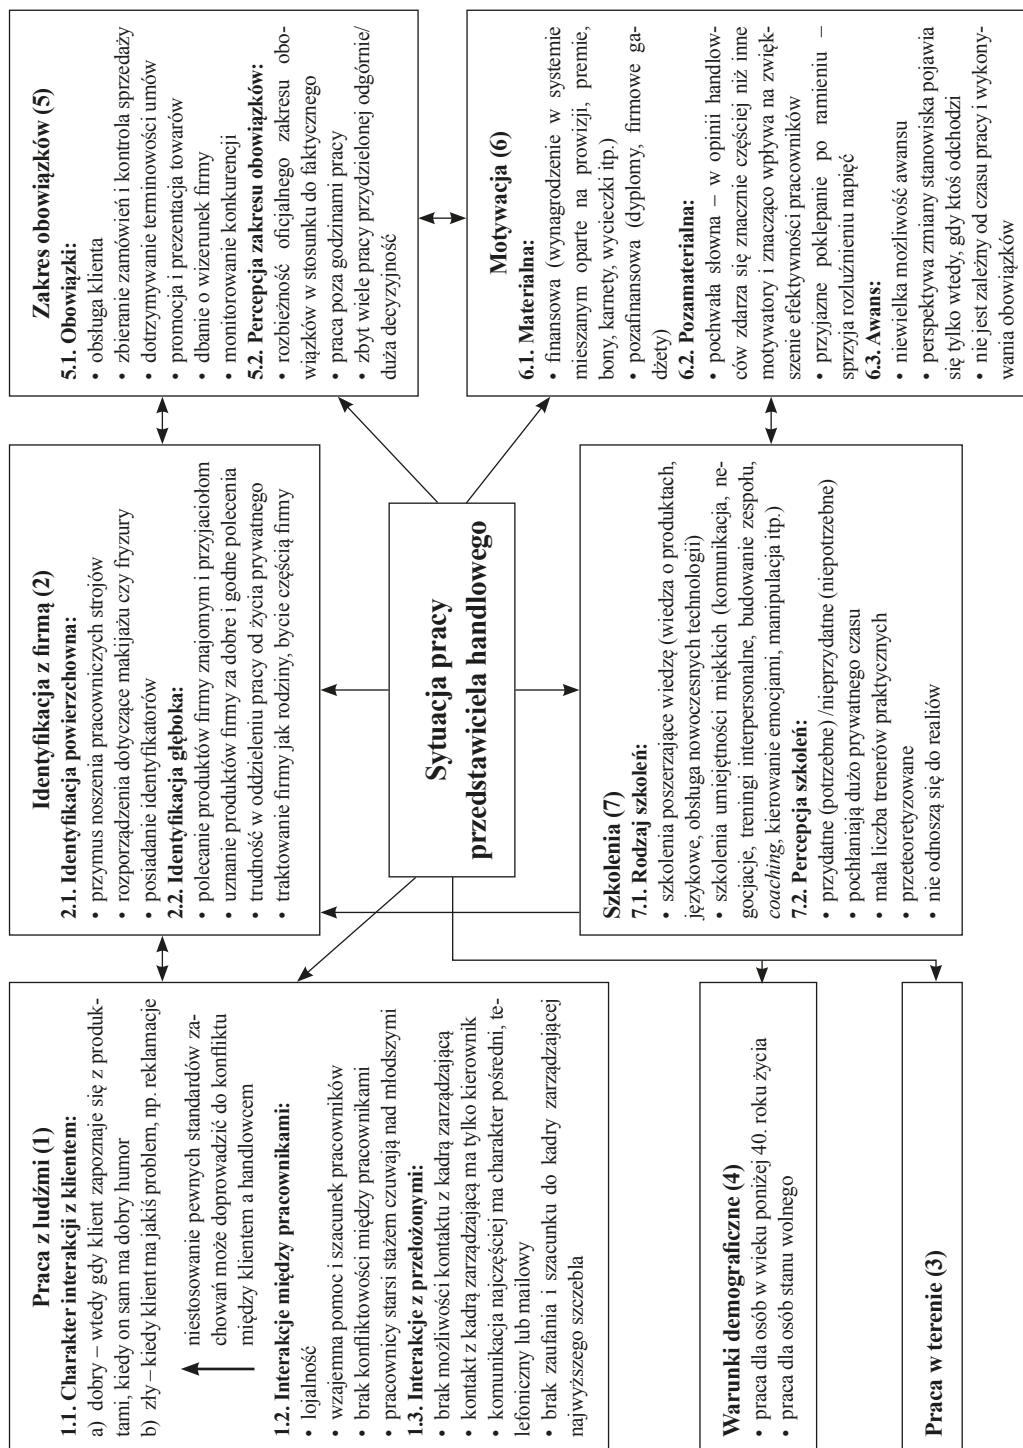 Praca z ludźmi (1)
1.1. Charakter interakcji z klientem:
a) dobry – wtedy gdy klient zapoznaje się z produk-
tami, kiedy on sam ma dobry humor
b) zły – kiedy klient ma jakiś problem, np. reklamacje
niestosowanie pewnych standardów za-
chowań może doprowadzić do konfliktu
między klientem a handlowcem
1.2. Interakcje między pracownikami:
• lojalność
• wzajemna pomoc i szacunek pracowników
• brak konfliktowości między pracownikami
• pracownicy starsi stażem czuwają nad młodszymi
1.3. Interakcje z przełożonymi:
• brak możliwości kontaktu z kadrą zarządzającą
• kontakt z kadrą zarządzającą ma tylko kierownik
• komunikacja najczęściej ma charakter pośredni, te-
lefoniczny lub mailowy
• brak zaufania i szacunku do kadry zarządzającej
najwyższego szczebla
Identyfikacja z firmą (2)
2.1. Identyfikacja powierzchowna:
• przymus noszenia pracowniczych strojów
• rozporządzenia dotyczące makijażu czy fryzury
• posiadanie identyfikatorów
2.2. Identyfikacja głęboka:
• polecanie produktów firmy znajomym i przyjaciołom
• uznanie produktów firmy za dobre i godne polecenia
• trudność w oddzieleniu pracy od życia prywatnego
• traktowanie firmy jak rodziny, bycie częścią firmy
Zakres obowiązków (5)
5.1. Obowiązki:
• obsługa klienta
• zbieranie zamówień i kontrola sprzedaży
• dotrzymywanie terminowości umów
• promocja i prezentacja towarów
• dbanie o wizerunek firmy
• monitorowanie konkurencji
5.2. Percepcja zakresu obowiązków:
• rozbieżność oficjalnego zakresu obo-
wiązków w stosunku do faktycznego
• praca poza godzinami pracy
• zbyt wiele pracy przydzielonej odgórnie/
duża decyzyjność
Sytuacja pracy
przedstawiciela handlowego
Warunki demograficzne (4)
• praca dla osób w wieku poniżej 40. roku życia
• praca dla osób stanu wolnego
Praca w terenie (3)
Szkolenia (7)
7.1. Rodzaj szkoleń:
• szkolenia poszerzające wiedzę (wiedza o produktach,
językowe, obsługa nowoczesnych technologii)
• szkolenia umiejętności miękkich (komunikacja, ne-
gocjacje, treningi interpersonalne, budowanie zespołu,
coaching, kierowanie emocjami, manipulacja itp.)
7.2. Percepcja szkoleń:
• przydatne (potrzebne) /nieprzydatne (niepotrzebne)
• pochłaniają dużo prywatnego czasu
• mała liczba trenerów praktycznych
• przeteoretyzowane
• nie odnoszą się do realiów
Motywacja (6)
6.1. Materialna:
• finansowa (wynagrodzenie w systemie
mieszanym oparte na prowizji, premie,
bony, karnety, wycieczki itp.)
• pozafinansowa (dyplomy, firmowe ga-
dżety)
6.2. Pozamaterialna:
• pochwała słowna – w opinii handlow-
ców zdarza się znacznie częściej niż inne
motywatory i znacząco wpływa na zwięk-
szenie efektywności pracowników
• przyjazne poklepanie po ramieniu –
sprzyja rozluźnieniu napięć
6.3. Awans:
• niewielka możliwość awansu
• perspektywa zmiany stanowiska pojawia
się tylko wtedy, gdy ktoś odchodzi
• nie jest zależny od czasu pracy i wykony-
wania obowiązków